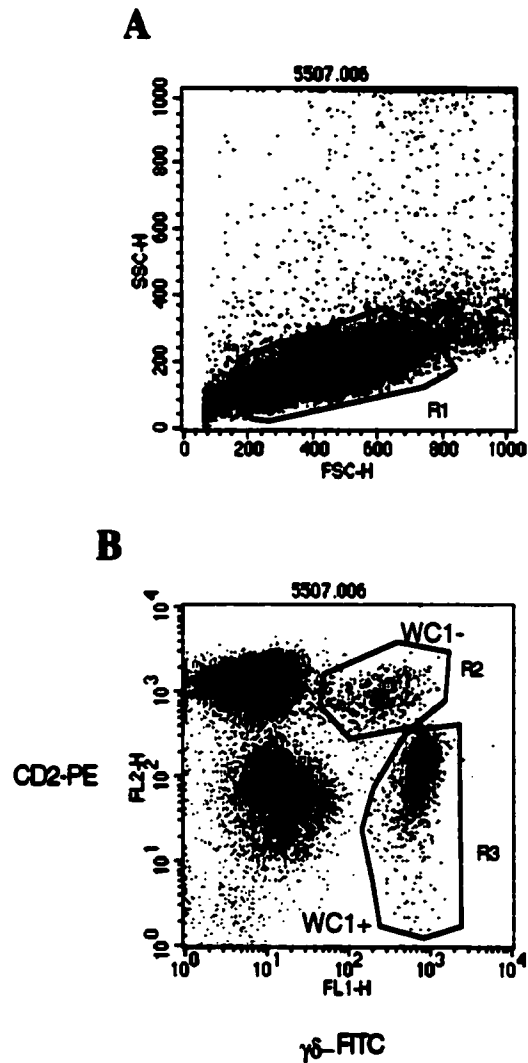 A
5507.006
1000
800
600
400
200
0
SSC-H
R1
0 200 400 600 800 1000
FSC-H
B
5507.006
10^4
10^3
10^2
10^1
10^0
CD2-PE
FL2-H
WC1-
R2
R3
WC1+
10^0 10^1 10^2 10^3 10^4
FL1-H
γδ-FITC